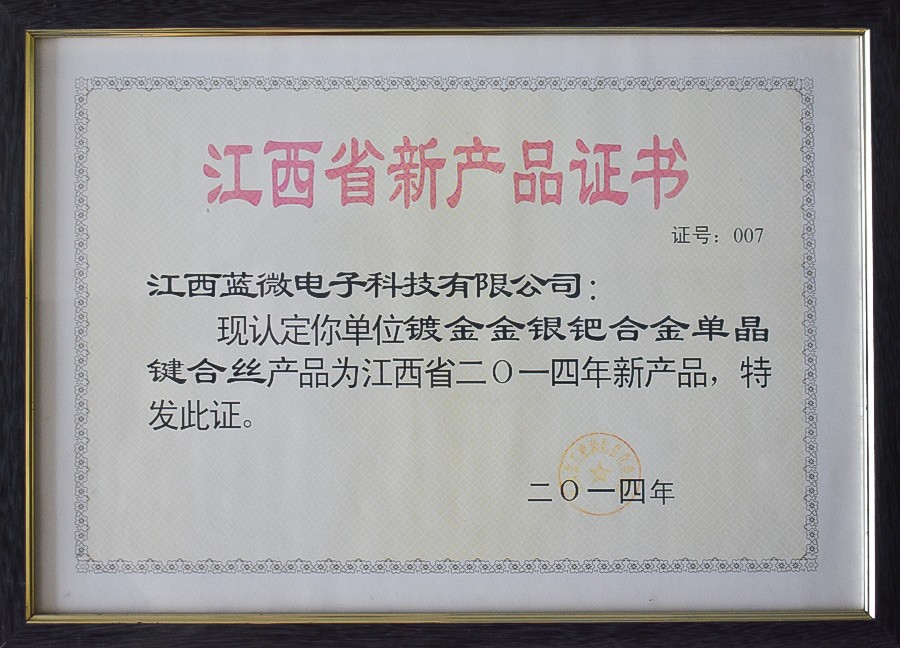 江西省新产品证书
证号：007
江西蓝微电子科技有限公司：
现认定你单位镀金金银钯合金单晶
键合丝产品为江西省二〇一四年新产品，特
发此证。
二〇一四年